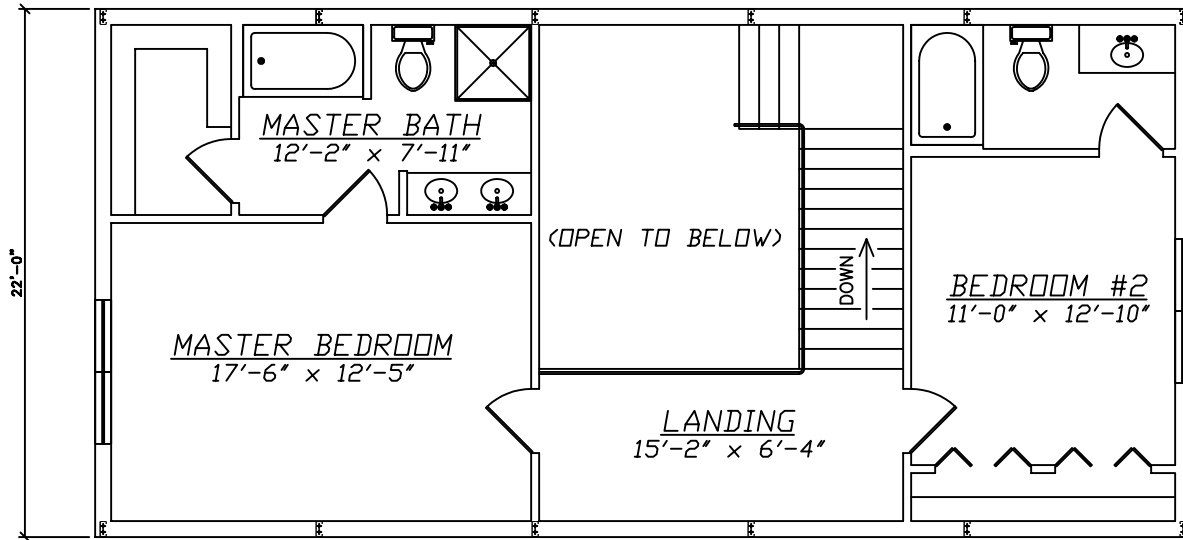 MASTER BATH
12'-2" x 7'-11"
(OPEN TO BELOW)
DOWN
22'-0"
BEDROOM #2
11'-0" x 12'-10"
MASTER BEDROOM
17'-6" x 12'-5"
LANDING
15'-2" x 6'-4"